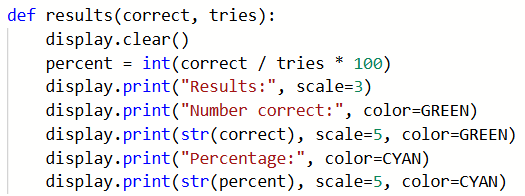 def results(correct, tries):
    display.clear()
    percent = int(correct / tries * 100)
    display.print("Results:", scale=3)
    display.print("Number correct:", color=GREEN)
    display.print(str(correct), scale=5, color=GREEN)
    display.print("Percentage:", color=CYAN)
    display.print(str(percent), scale=5, color=CYAN)